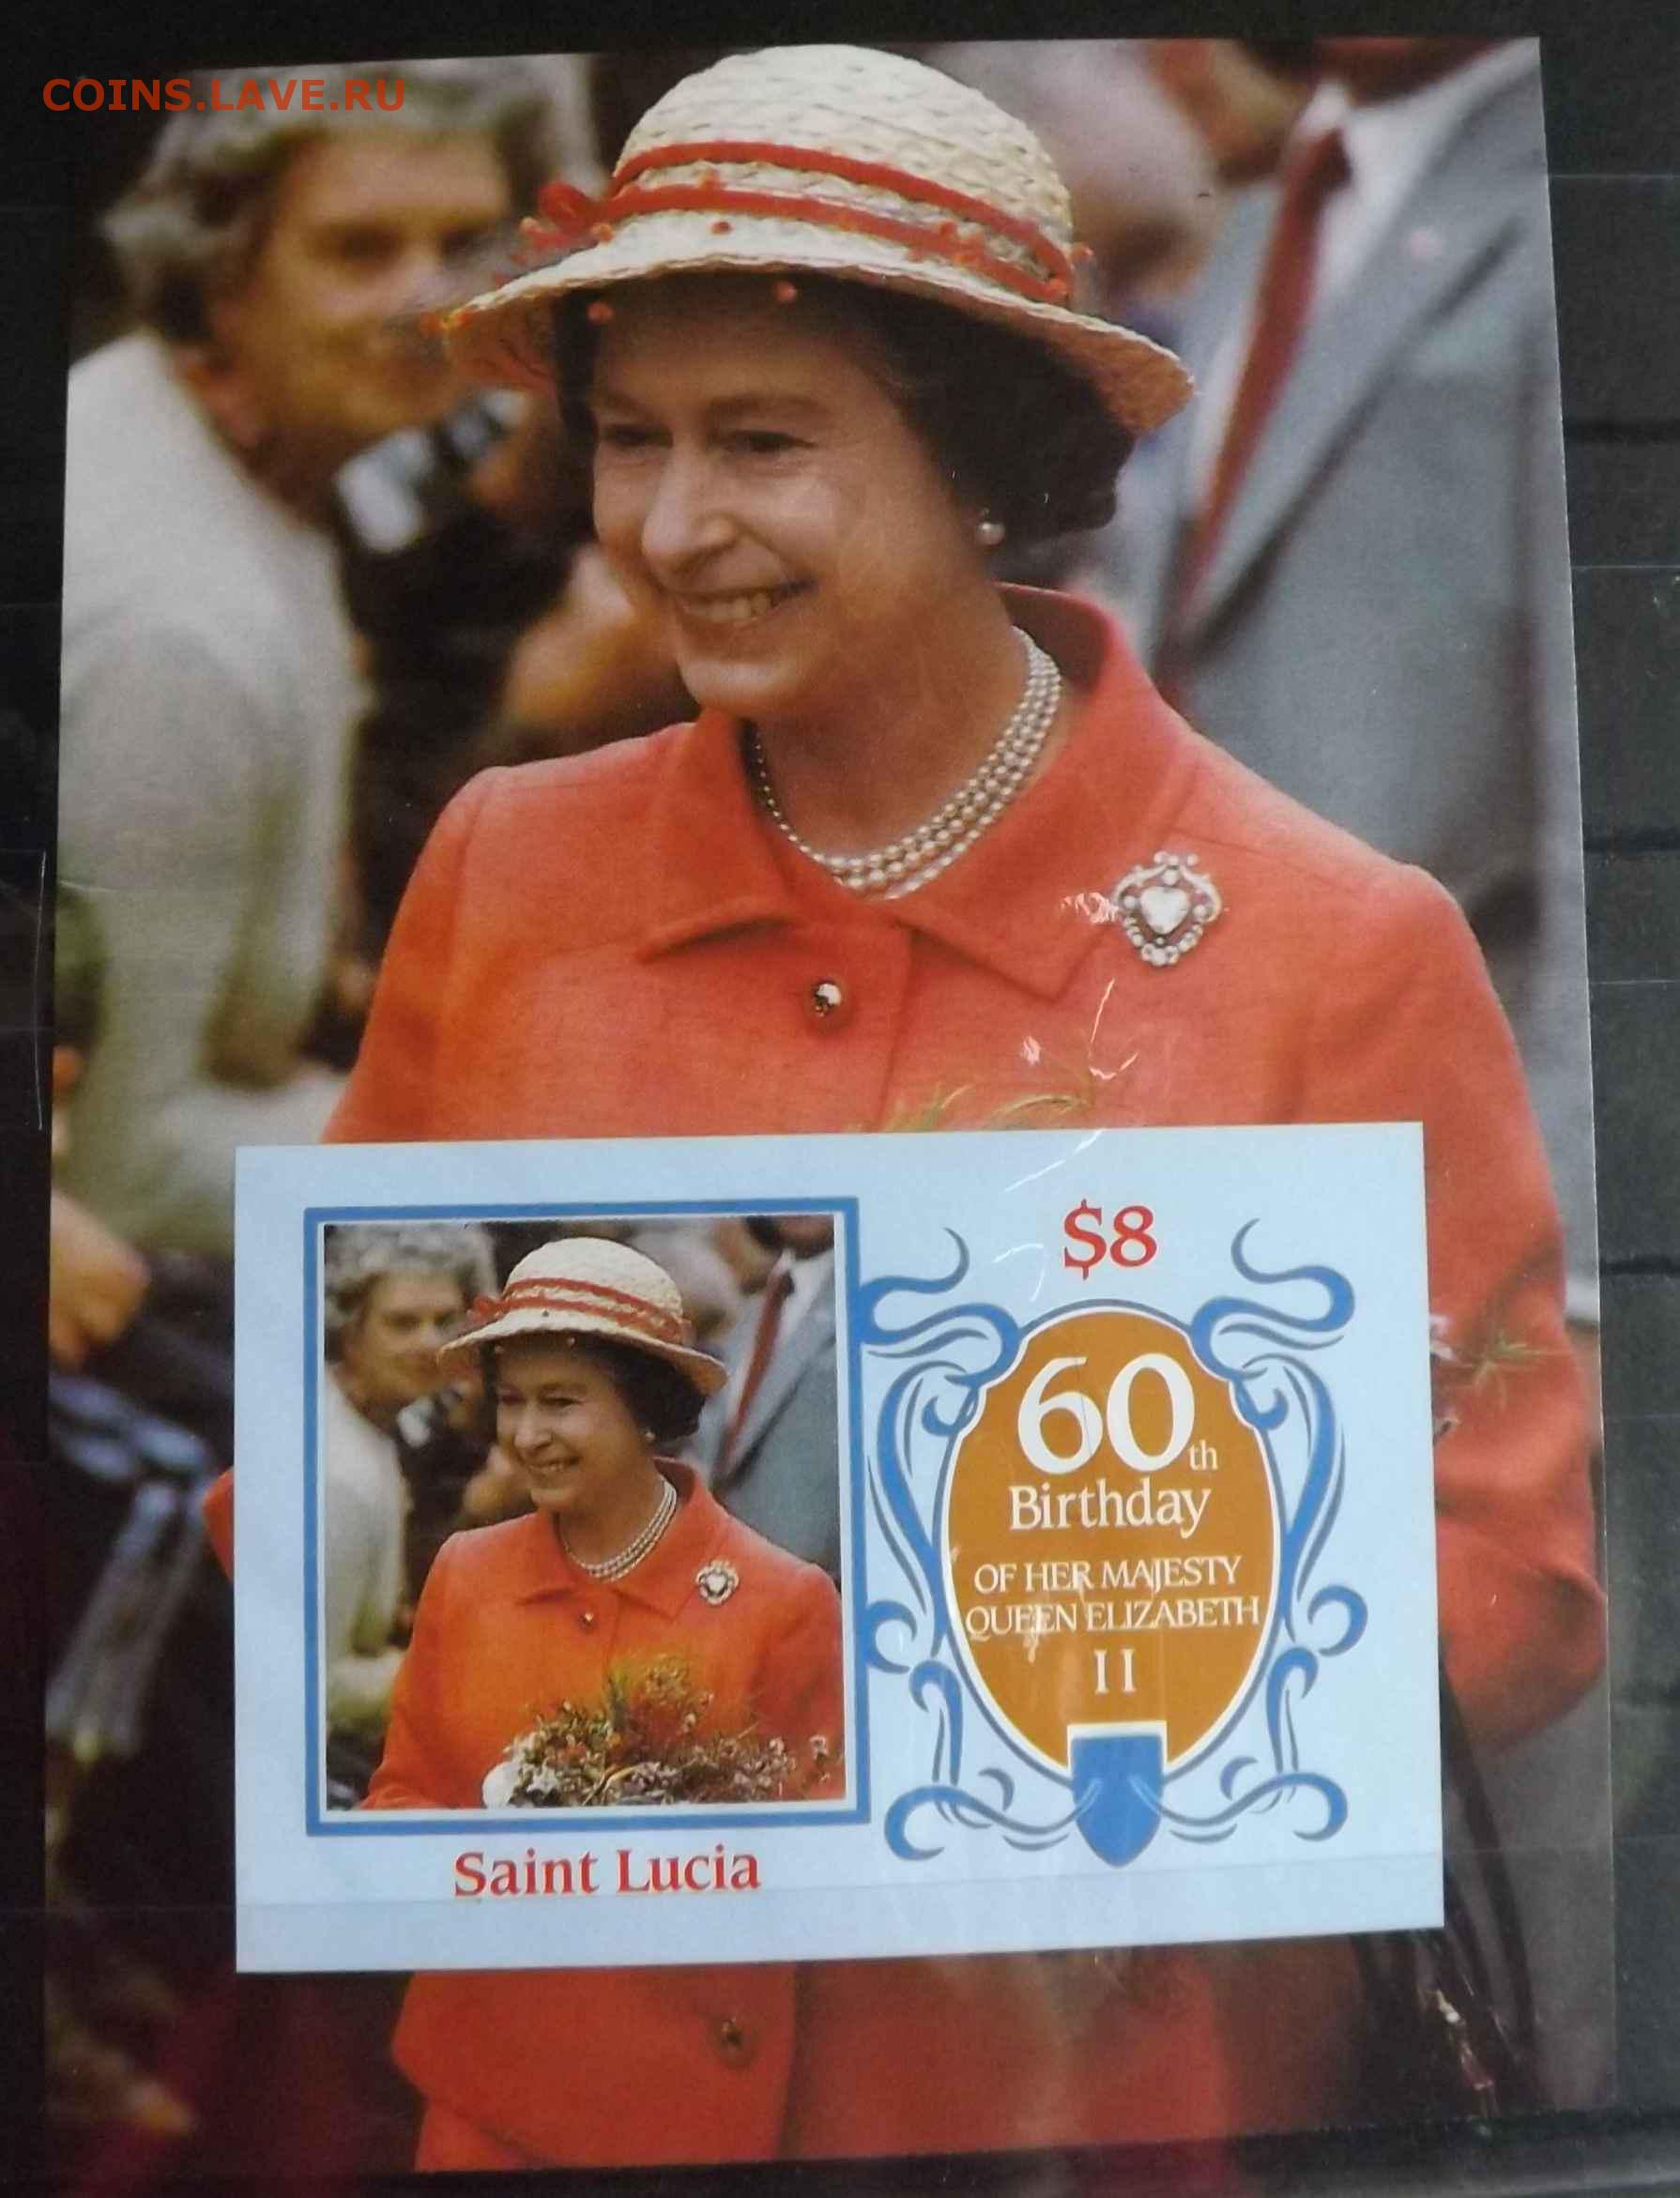 COINS.LAVE.RU
$8
60th
Birthday
OF HER MAJESTY
QUEEN ELIZABETH
II
Saint Lucia